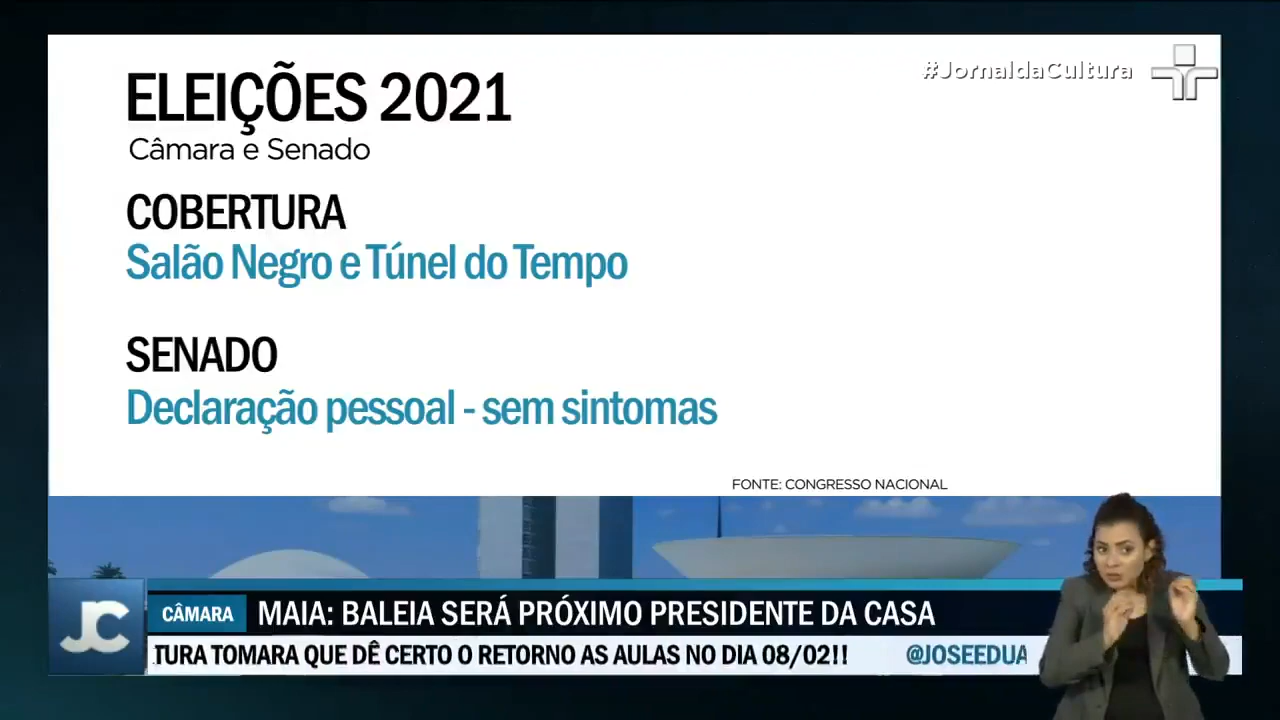 #JornaldaCultura
ELEIÇÕES 2021
Câmara e Senado
COBERTURA
Salão Negro e Túnel do Tempo
SENADO
Declaração pessoal - sem sintomas
FONTE: CONGRESSO NACIONAL
JC
CÂMARA
MAIA: BALEIA SERÁ PRÓXIMO PRESIDENTE DA CASA
TURA TOMARA QUE DÊ CERTO O RETORNO AS AULAS NO DIA 08/02!! @JOSEEDUA